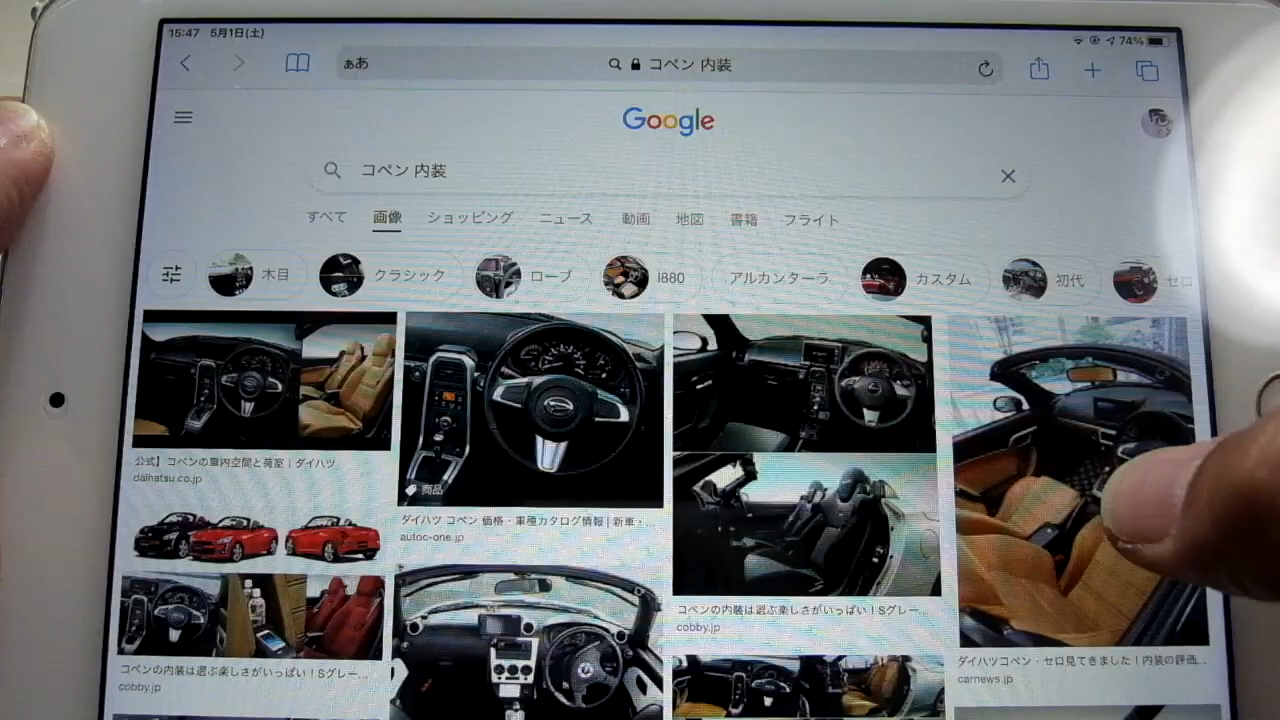 15:47 5月1日(土)
74%
ぁあ
コペン 内装
Google
コペン 内装
すべて 画像 ショッピング ニュース 動画 地図 書籍 フライト
木目 クラシック ローブ l880 アルカンターラ カスタム 初代 セロ
公式】コペンの車内空間と荷室 | ダイハツ
daihatsu.co.jp
商品
ダイハツ コペン 価格・車種カタログ情報 | 新車・...
autoc-one.jp
コペンの内装は選ぶ楽しさがいっぱい！Sグレー...
cobby.jp
ダイハツコペン・セロ見てきました！内装の評価...
carnews.jp
コペンの内装は選ぶ楽しさがいっぱい！Sグレー...
cobby.jp